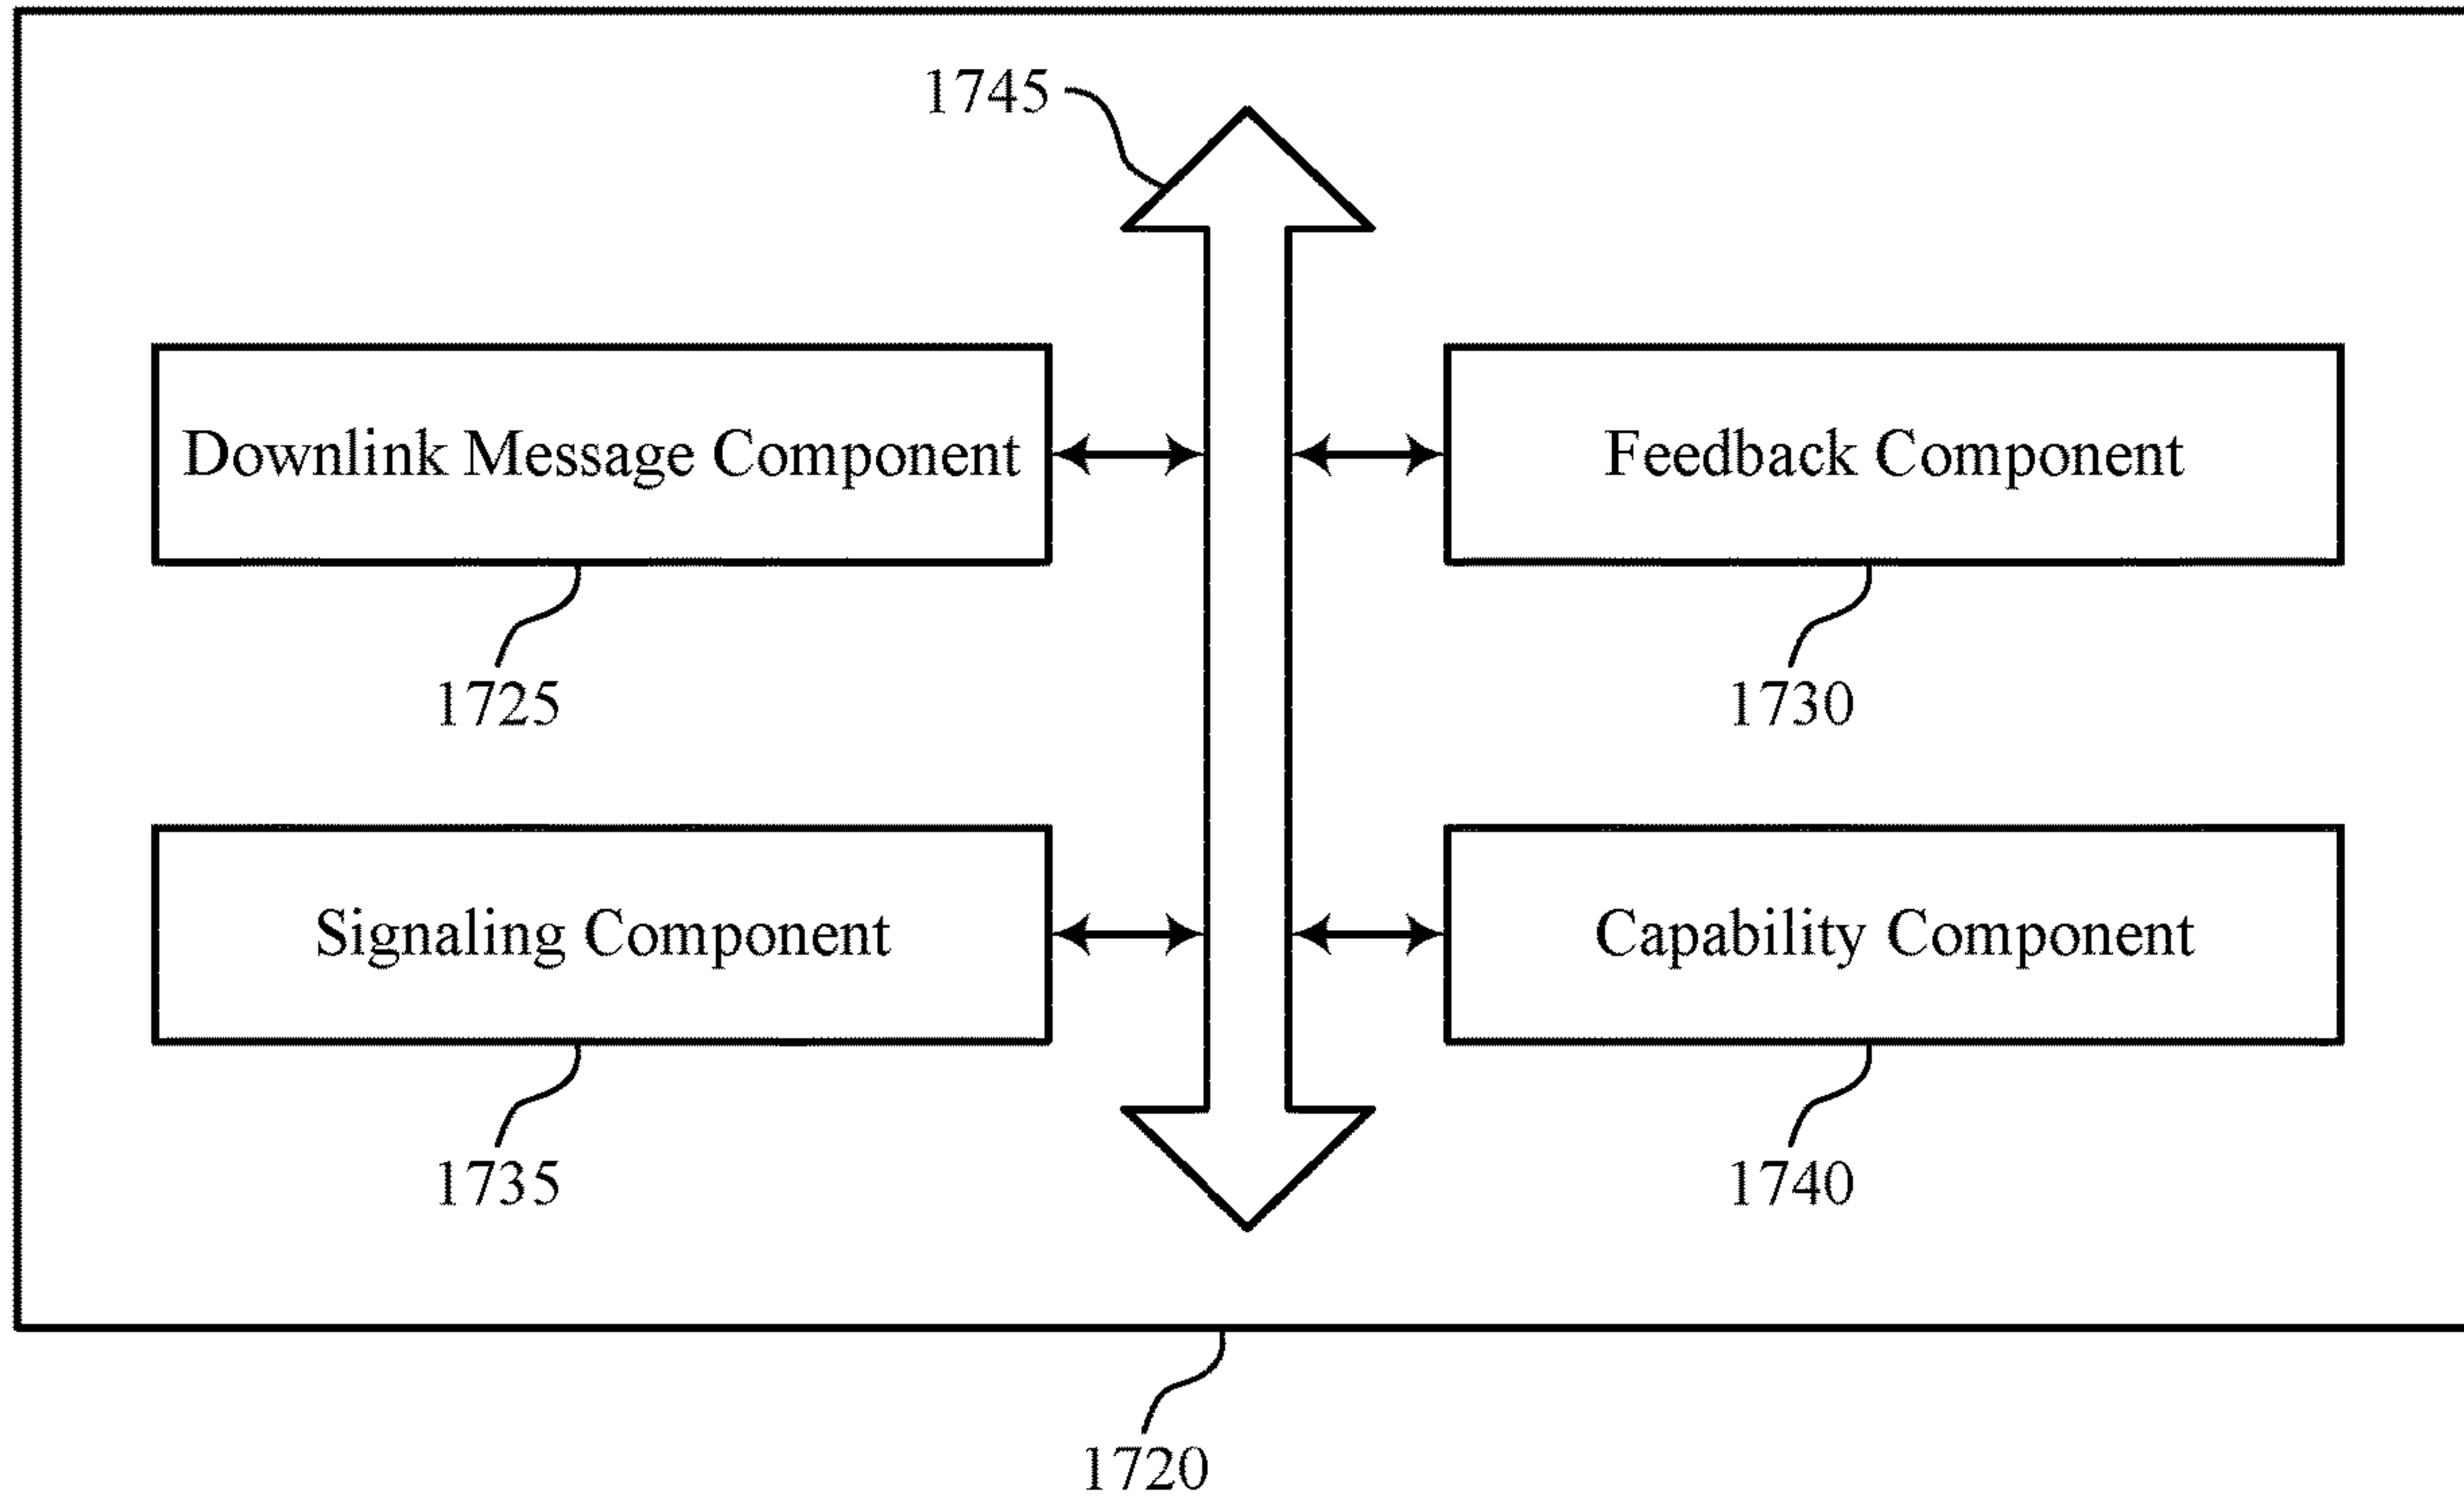 1745
Downlink Message Component
Feedback Component
1725
1730
Signaling Component
Capability Component
1735
1740
1720